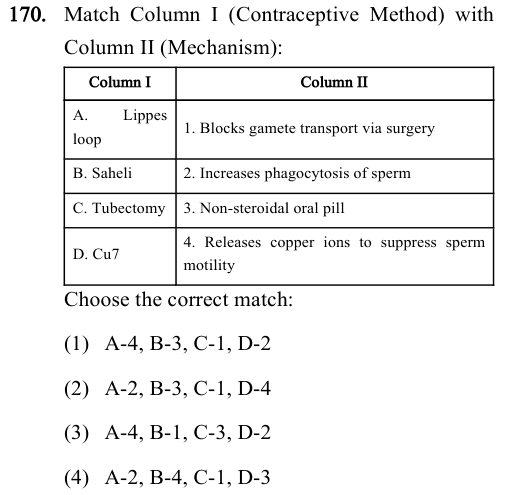 170. Match Column I (Contraceptive Method) with
Column II (Mechanism):
Column I Column II
A. Lippes
loop
1. Blocks gamete transport via surgery
B. Saheli 2. Increases phagocytosis of sperm
C. Tubectomy 3. Non-steroidal oral pill
D. Cu7
4. Releases copper ions to suppress sperm
motility
Choose the correct match:
(1) A-4, B-3, C-1, D-2
(2) A-2, B-3, C-1, D-4
(3) A-4, B-1, C-3, D-2
(4) A-2, B-4, C-1, D-3